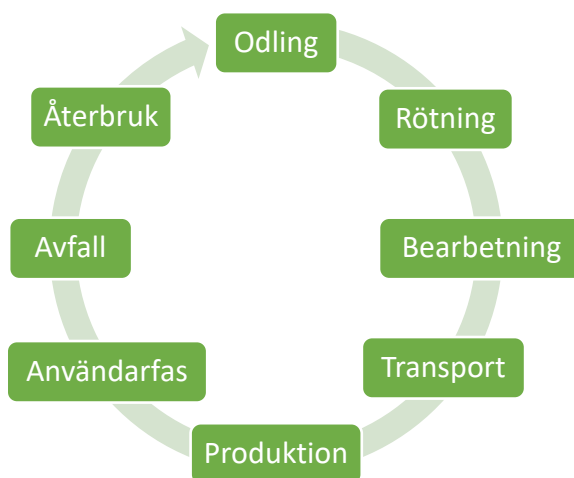 Odling
Rötning
Bearbetning
Transport
Produktion
Användarfas
Avfall
Återbruk